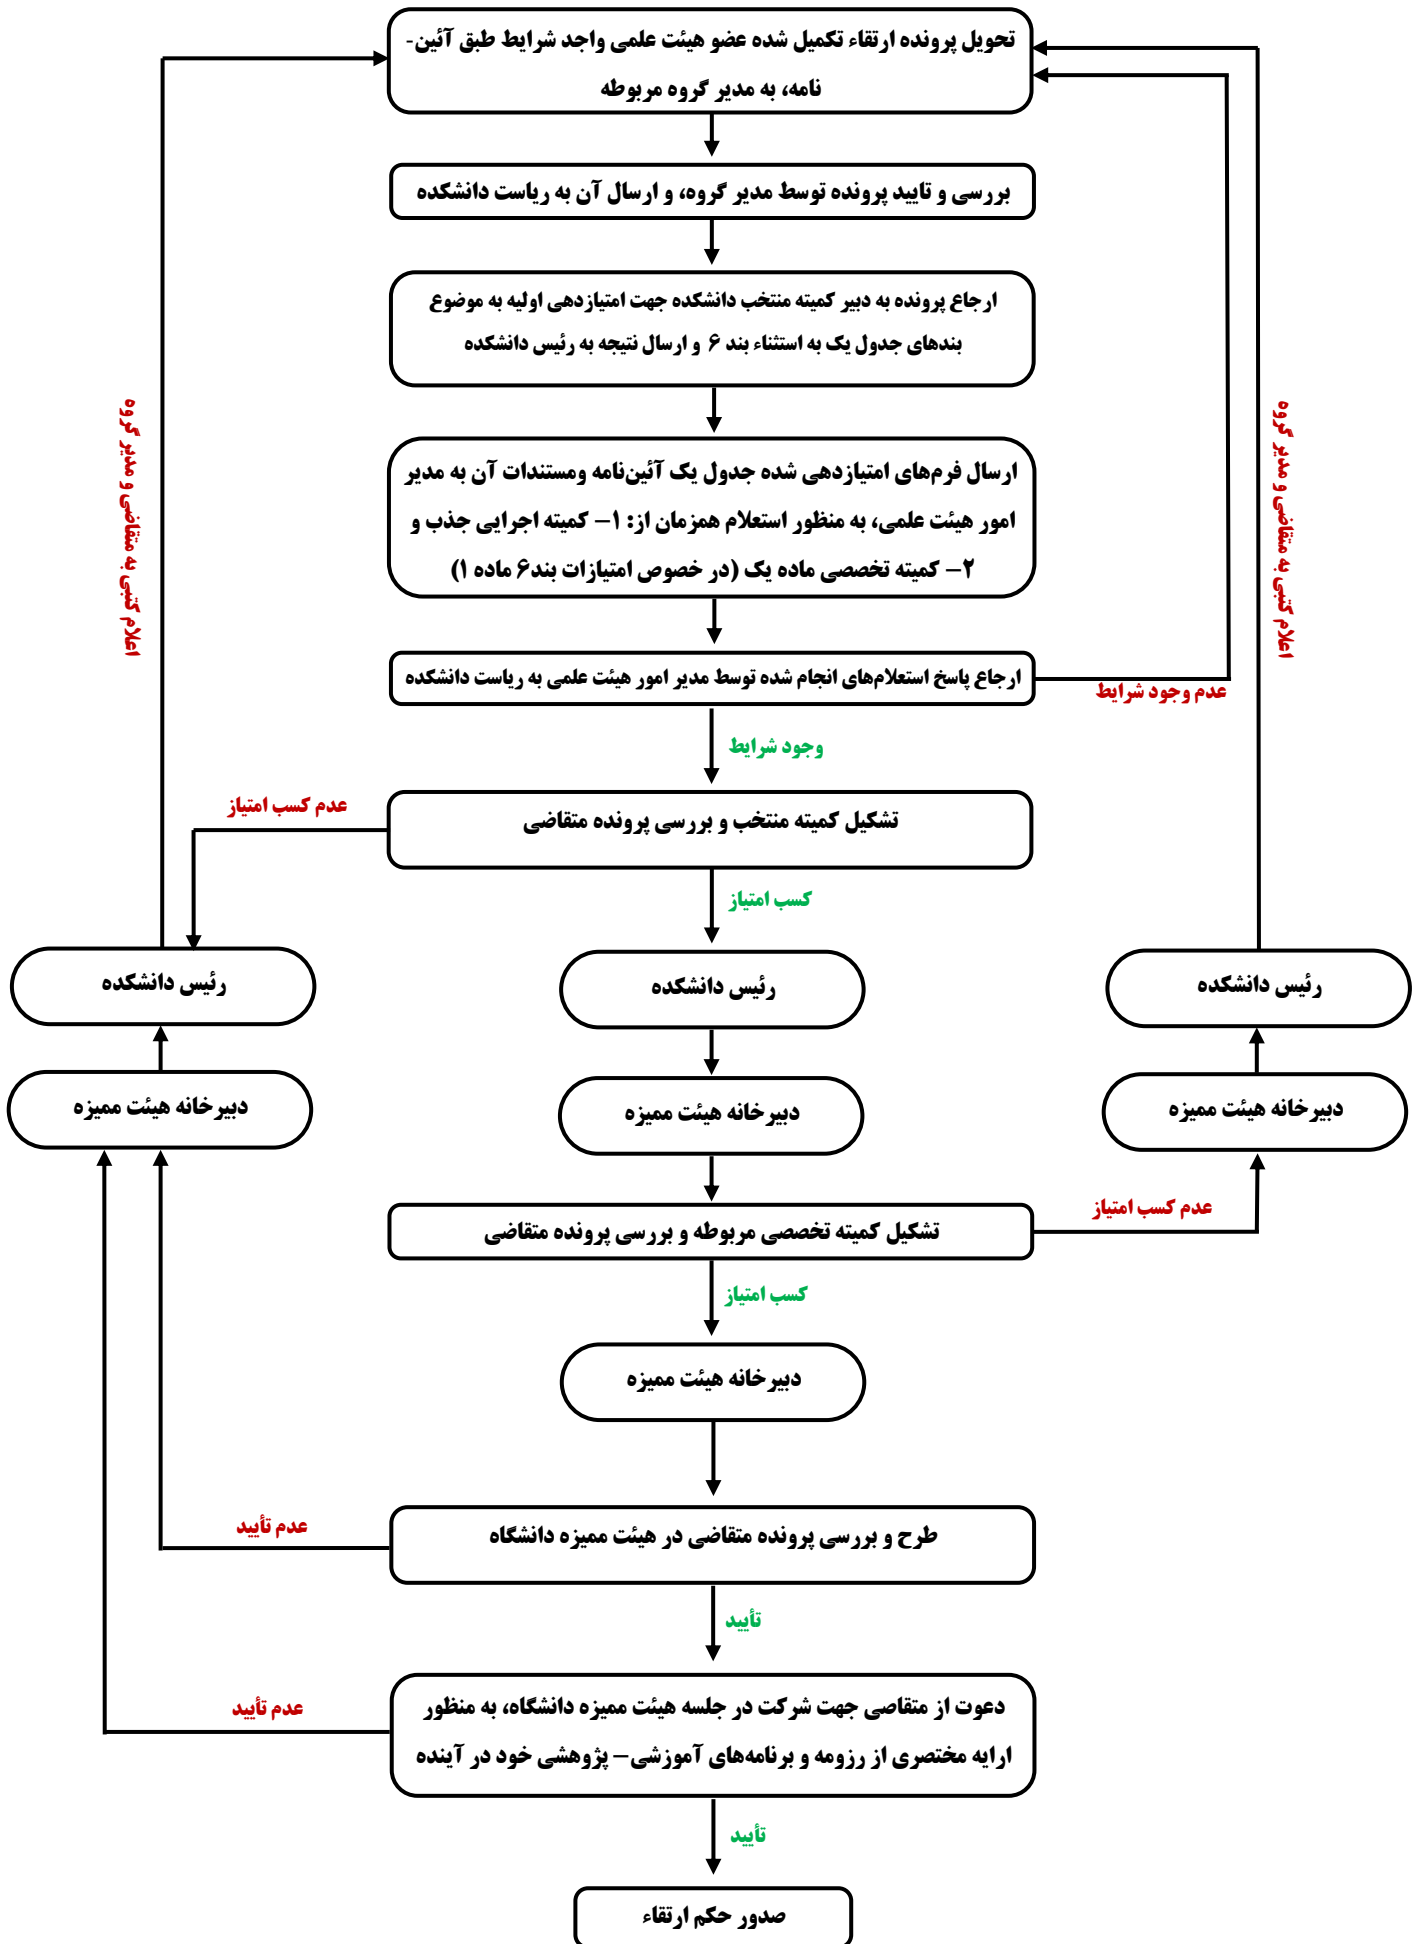 تحویل پرونده ارتقاء تکمیل شده عضو هیئت علمی واجد شرایط طبق آئین-
نامه، به مدیر گروه مربوطه
بررسی و تایید پرونده توسط مدیر گروه، و ارسال آن به ریاست دانشکده
ارجاع پرونده به دبیر کمیته منتخب دانشکده جهت امتیازدهی اولیه به موضوع
بندهای جدول یک به استثناء بند ۶ و ارسال نتیجه به رئیس دانشکده
ارسال فرم‌های امتیازدهی شده جدول یک آئین‌نامه ومستندات آن به مدیر
امور هیئت علمی، به منظور استعلام همزمان از: ۱– کمیته اجرایی جذب و
۲– کمیته تخصصی ماده یک (در خصوص امتیازات بند۶ ماده ۱)
اعلام کتبی به متقاضی و مدیر گروه
اعلام کتبی به متقاضی و مدیر گروه
ارجاع پاسخ استعلام‌های انجام شده توسط مدیر امور هیئت علمی به ریاست دانشکده
عدم وجود شرایط
وجود شرایط
تشکیل کمیته منتخب و بررسی پرونده متقاضی
عدم کسب امتیاز
کسب امتیاز
رئیس دانشکده
رئیس دانشکده
رئیس دانشکده
دبیرخانه هیئت ممیزه
دبیرخانه هیئت ممیزه
دبیرخانه هیئت ممیزه
عدم کسب امتیاز
تشکیل کمیته تخصصی مربوطه و بررسی پرونده متقاضی
کسب امتیاز
دبیرخانه هیئت ممیزه
طرح و بررسی پرونده متقاضی در هیئت ممیزه دانشگاه
عدم تأیید
تأیید
دعوت از متقاصی جهت شرکت در جلسه هیئت ممیزه دانشگاه، به منظور
ارایه مختصری از رزومه و برنامه‌های آموزشی– پژوهشی خود در آینده
عدم تأیید
تأیید
صدور حکم ارتقاء